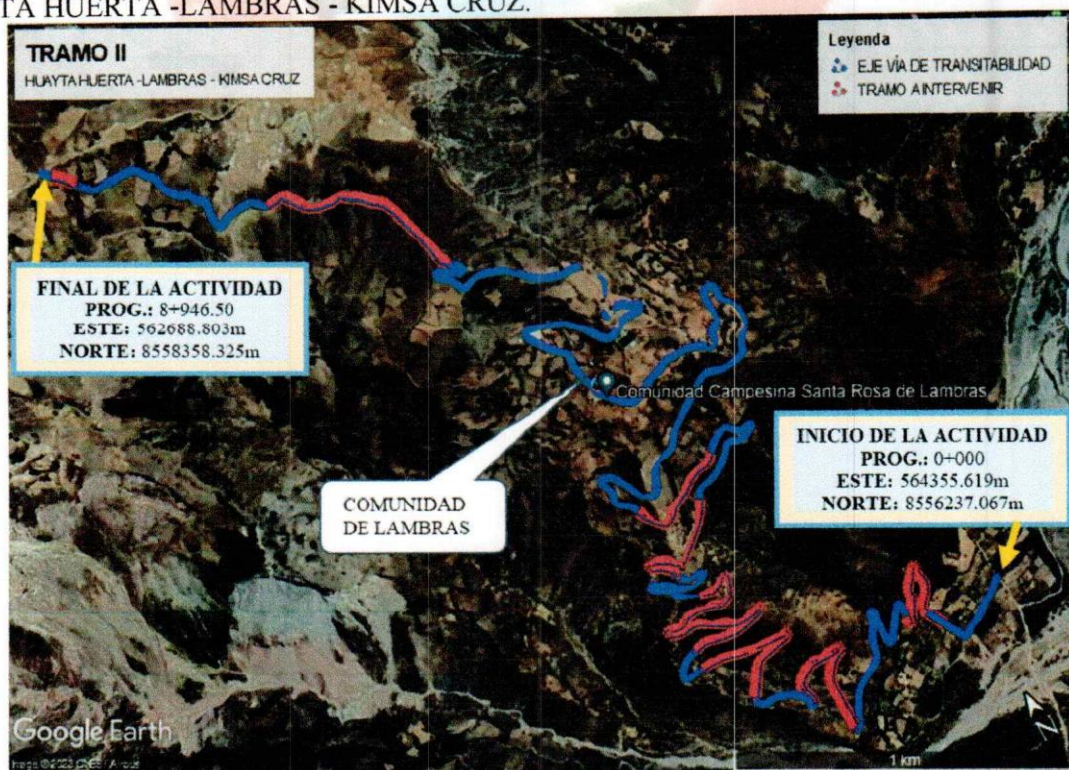 TA HUERTA -LAMBRAS - KIMSA CRUZ.
TRAMO II
HUAYTA HUERTA -LAMBRAS - KIMSA CRUZ
Leyenda
EJE VÍA DE TRANSITABILIDAD
TRAMO A INTERVENIR
FINAL DE LA ACTIVIDAD
PROG.: 8+946.50
ESTE: 562688.803m
NORTE: 8558358.325m
Comunidad Campesina Santa Rosa de Lambras
INICIO DE LA ACTIVIDAD
PROG.: 0+000
ESTE: 564355.619m
NORTE: 8556237.067m
COMUNIDAD
DE LAMBRAS
N
Google Earth
1 km